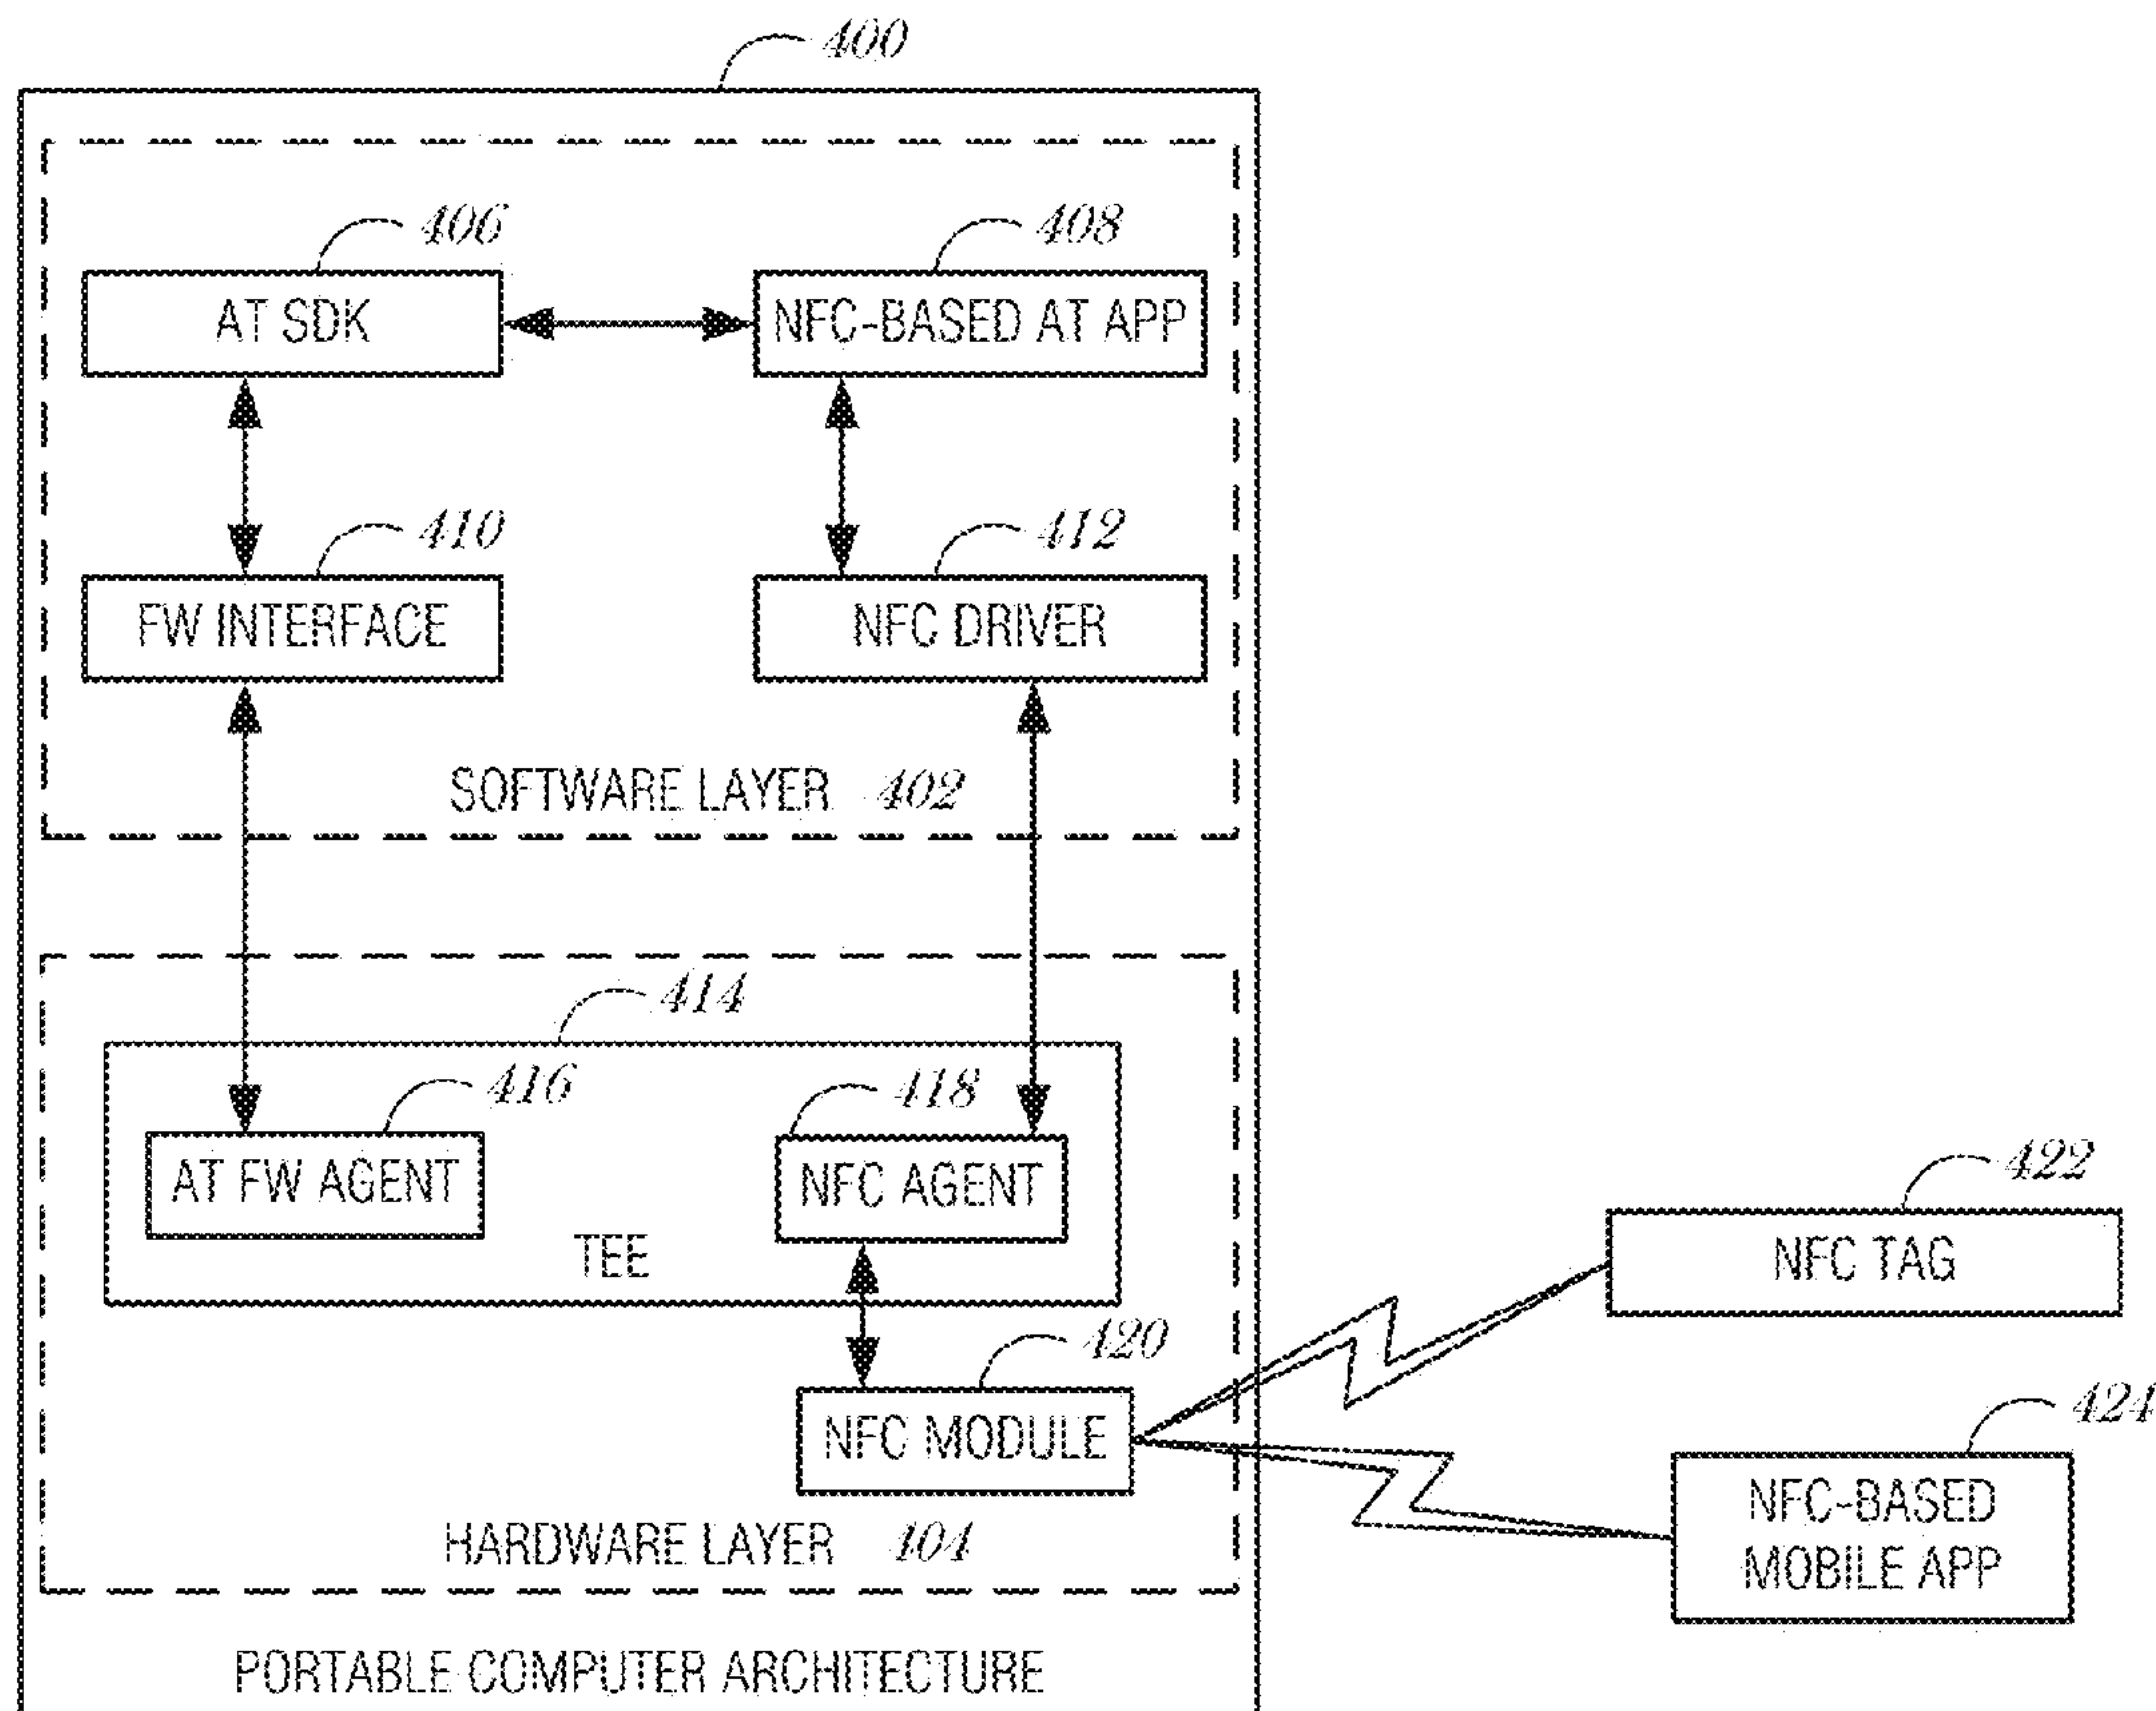 400
406
408
AT SDK
NFC-BASED AT APP
410
412
FW INTERFACE
NFC DRIVER
SOFTWARE LAYER 402
414
416
418
AT FW AGENT
NFC AGENT
TEE
422
NFC TAG
420
NFC MODULE
424
NFC-BASED
MOBILE APP
HARDWARE LAYER 404
PORTABLE COMPUTER ARCHITECTURE